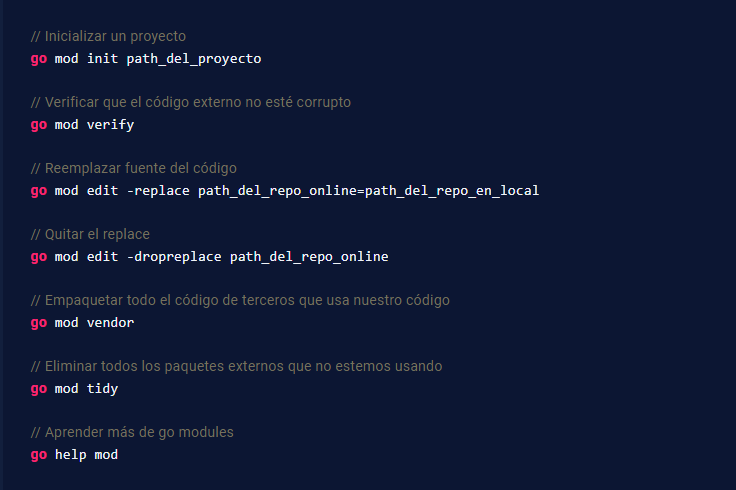 // Inicializar un proyecto
go mod init path_del_proyecto
// Verificar que el código externo no esté corrupto
go mod verify
// Reemplazar fuente del código
go mod edit -replace path_del_repo_online=path_del_repo_en_local
// Quitar el replace
go mod edit -dropreplace path_del_repo_online
// Empaquetar todo el código de terceros que usa nuestro código
go mod vendor
// Eliminar todos los paquetes externos que no estemos usando
go mod tidy
// Aprender más de go modules
go help mod